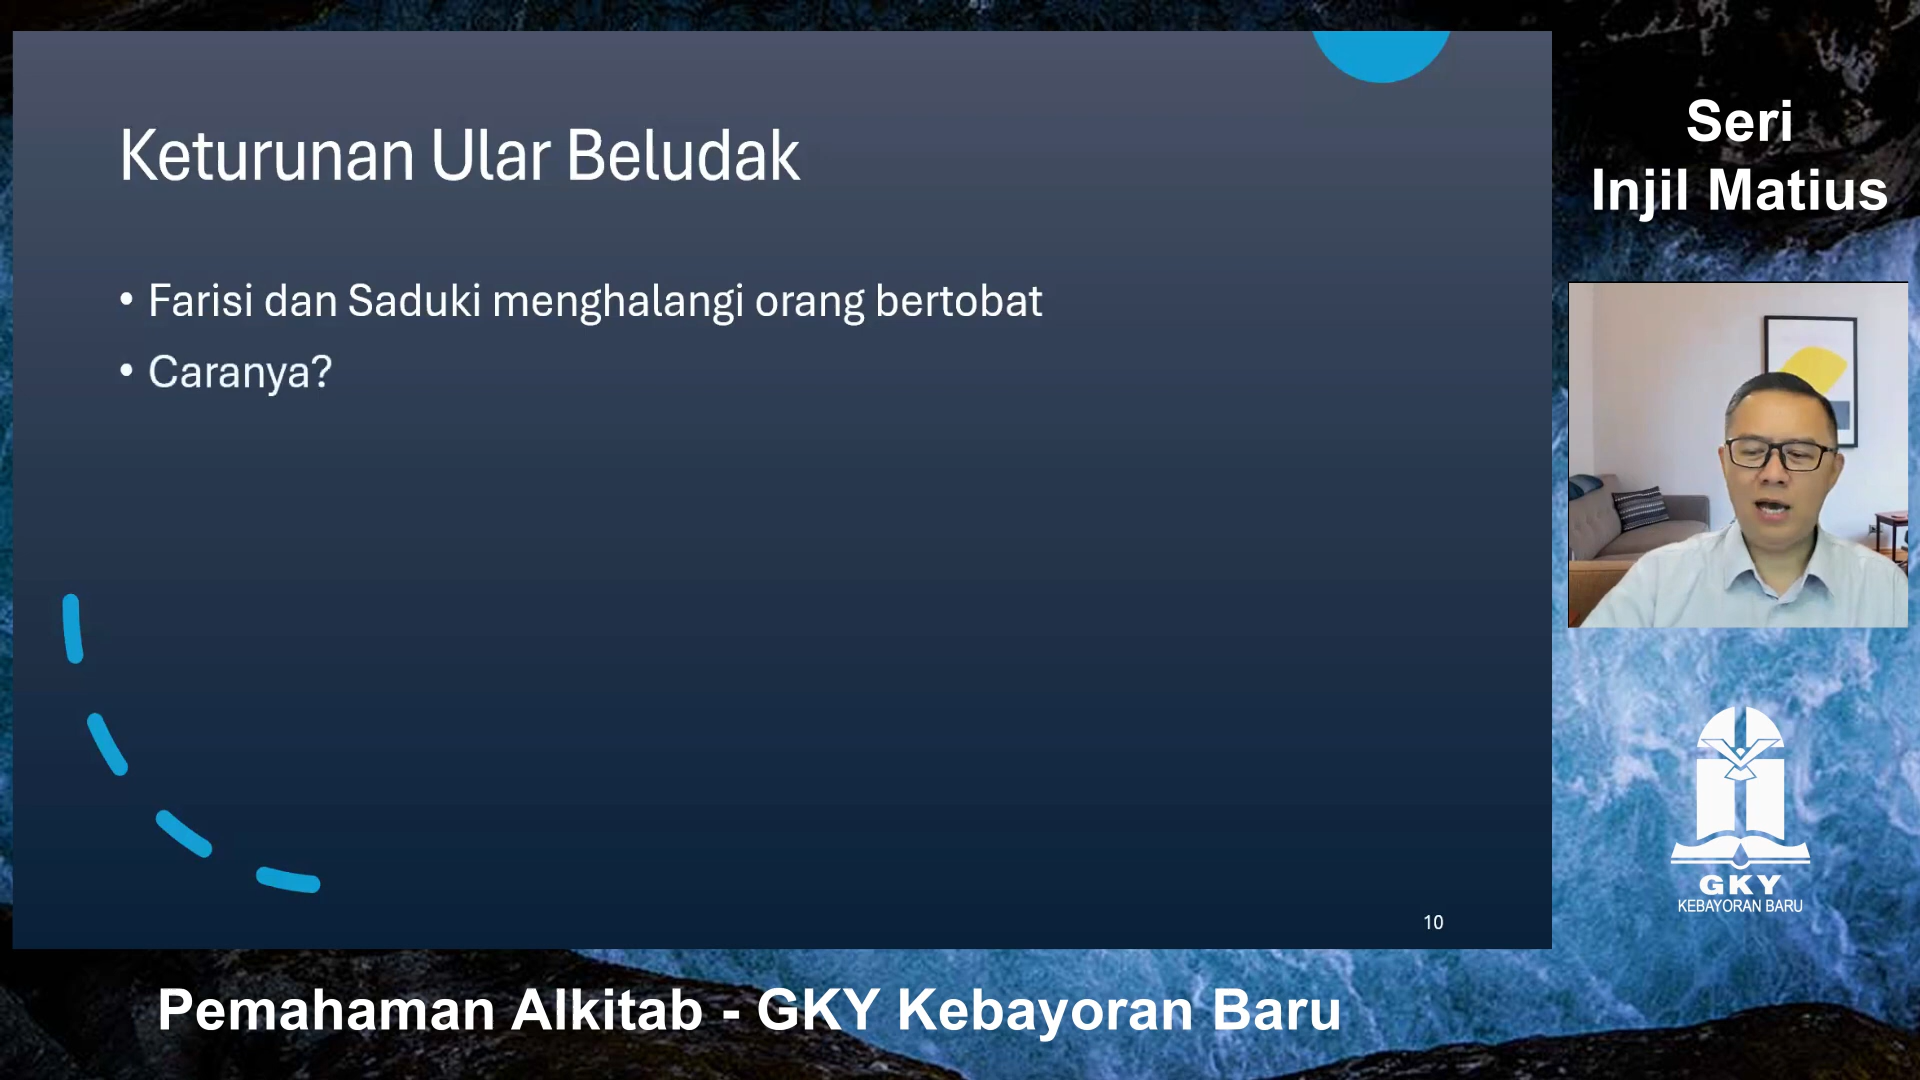 Keturunan Ular Beludak
• Farisi dan Saduki menghalangi orang bertobat
• Caranya?
10
Seri
Injil Matius
GKY
KEBAYORAN BARU
Pemahaman Alkitab - GKY Kebayoran Baru